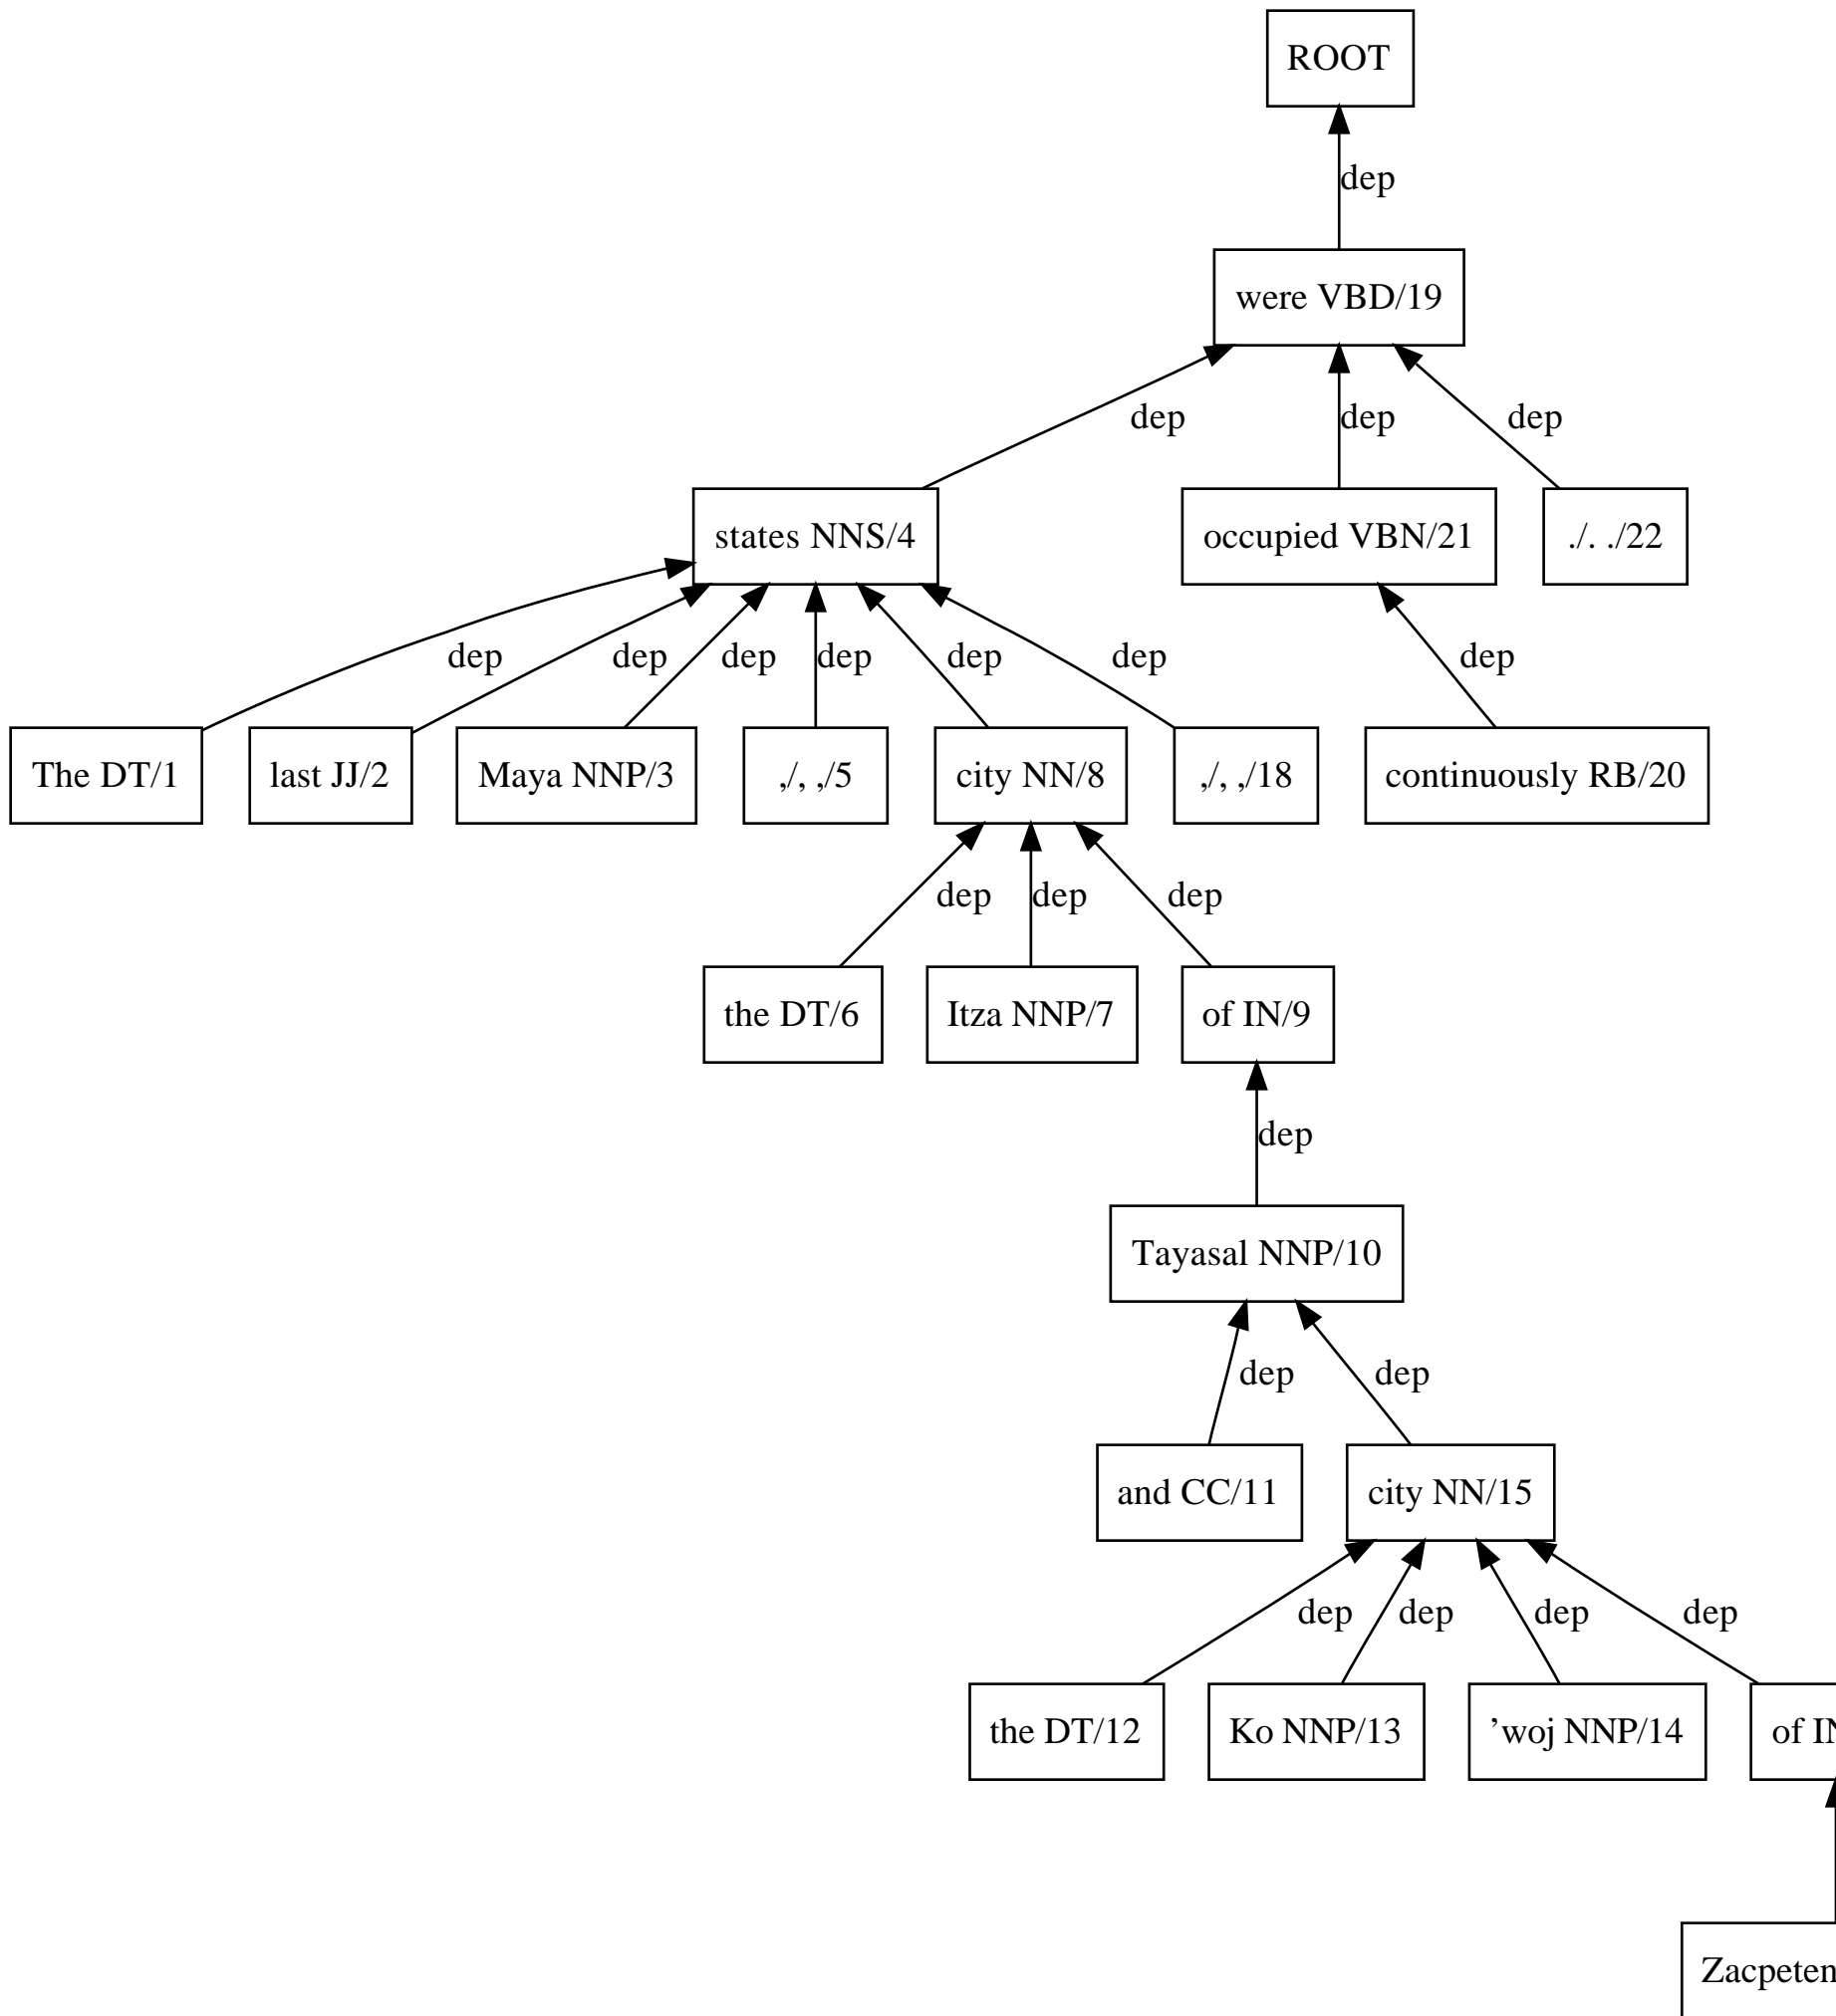 ROOT
dep
were VBD/19
dep dep dep
states NNS/4 occupied VBN/21 ./. ./22
dep dep dep dep dep dep dep
The DT/1 last JJ/2 Maya NNP/3 ,/, ,/5 city NN/8 ,/, ,/18 continuously RB/20
dep dep dep
the DT/6 Itza NNP/7 of IN/9
dep
Tayasal NNP/10
dep dep
and CC/11 city NN/15
dep dep dep dep
the DT/12 Ko NNP/13 ’woj NNP/14 of
Zacpeten